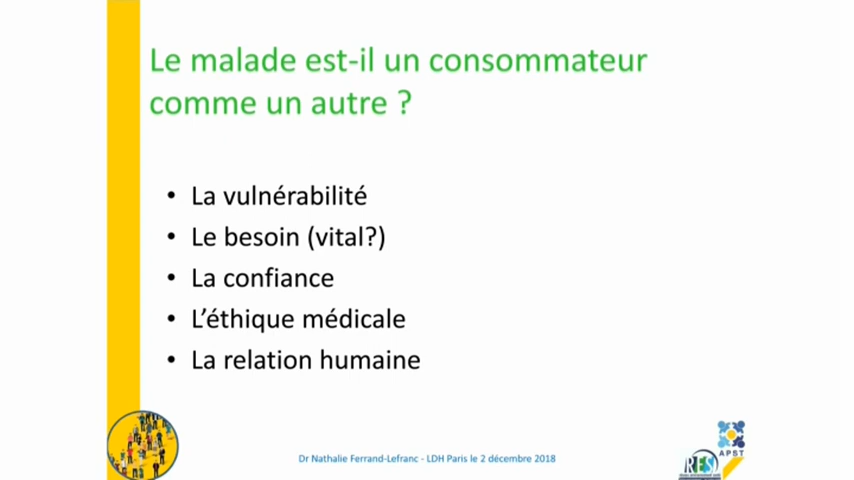 Le malade est-il un consommateur
comme un autre ?
• La vulnérabilité
• Le besoin (vital?)
• La confiance
• L’éthique médicale
• La relation humaine
Dr Nathalie Ferrand-Lefranc - LDH Paris le 2 décembre 2018
APST
RESP